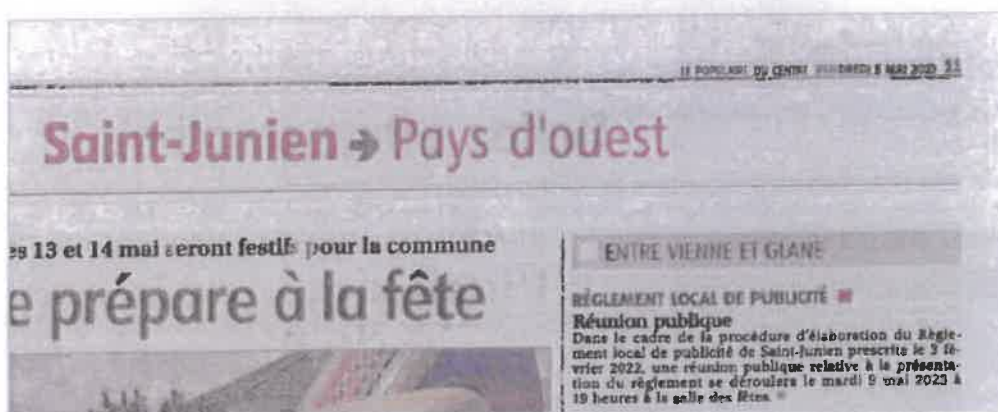 LE POPULAIRE DU CENTRE VENDREDI 5 MAI 2023
Saint-Junien → Pays d'ouest
es 13 et 14 mai seront festifs pour la commune
e prépare à la fête
ENTRE VIENNE ET GLANE
RÉGLEMENT LOCAL DE PUBLICITÉ
Réunion publique
Dans le cadre de la procédure d'élaboration du Règle-
ment local de publicité de Saint-Junien prescrite le 3 fé-
vrier 2022, une réunion publique relative à la présenta-
tion du règlement se déroulera le mardi 9 mai 2023 à
19 heures à la salle des fêtes.